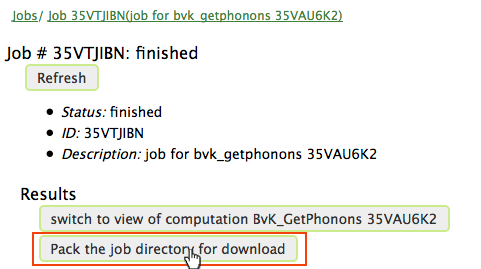 Jobs/ Job 35VTJIBN(job for bvk_getphonons 35VAU6K2)
Job # 35VTJIBN: finished
Refresh
• Status: finished
• ID: 35VTJIBN
• Description: job for bvk_getphonons 35VAU6K2
Results
switch to view of computation BvK_GetPhonons 35VAU6K2
Pack the job directory for download